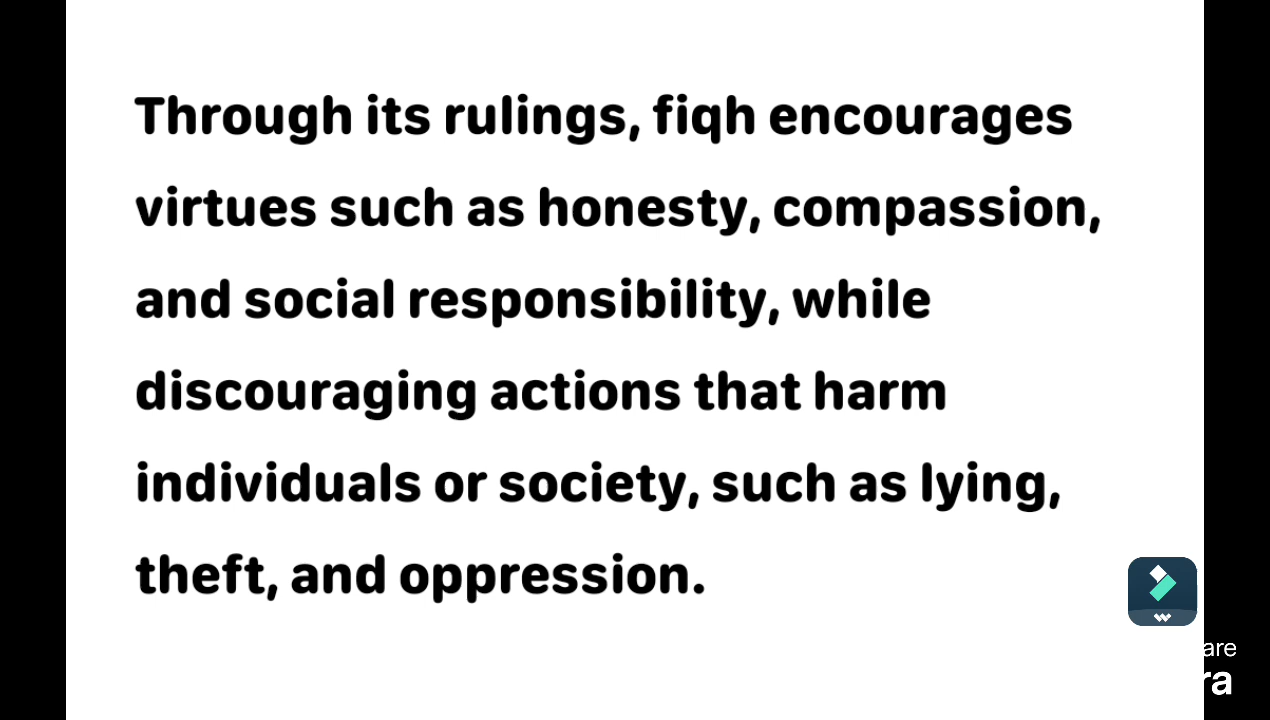 Through its rulings, fiqh encourages
virtues such as honesty, compassion,
and social responsibility, while
discouraging actions that harm
individuals or society, such as lying,
theft, and oppression.